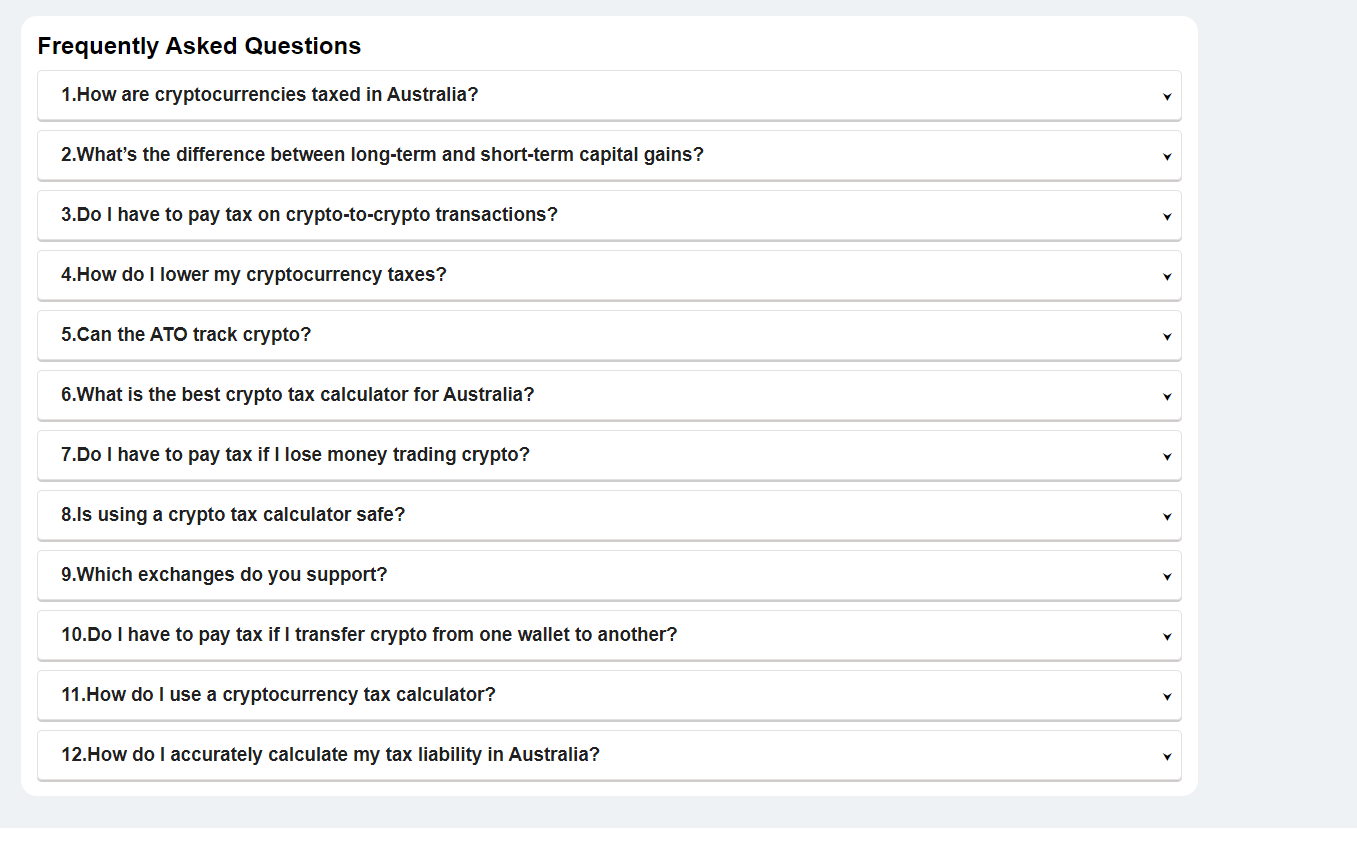 Frequently Asked Questions
1.How are cryptocurrencies taxed in Australia?
2.What’s the difference between long-term and short-term capital gains?
3.Do I have to pay tax on crypto-to-crypto transactions?
4.How do I lower my cryptocurrency taxes?
5.Can the ATO track crypto?
6.What is the best crypto tax calculator for Australia?
7.Do I have to pay tax if I lose money trading crypto?
8.Is using a crypto tax calculator safe?
9.Which exchanges do you support?
10.Do I have to pay tax if I transfer crypto from one wallet to another?
11.How do I use a cryptocurrency tax calculator?
12.How do I accurately calculate my tax liability in Australia?